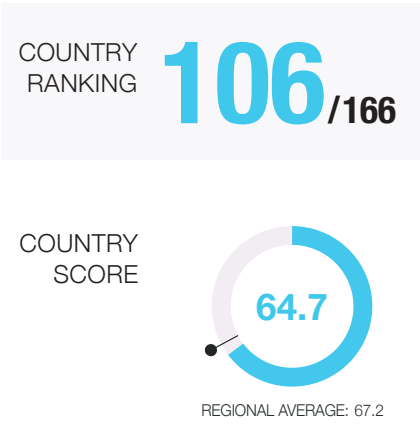 COUNTRY
RANKING
106/166
COUNTRY
SCORE
64.7
REGIONAL AVERAGE: 67.2